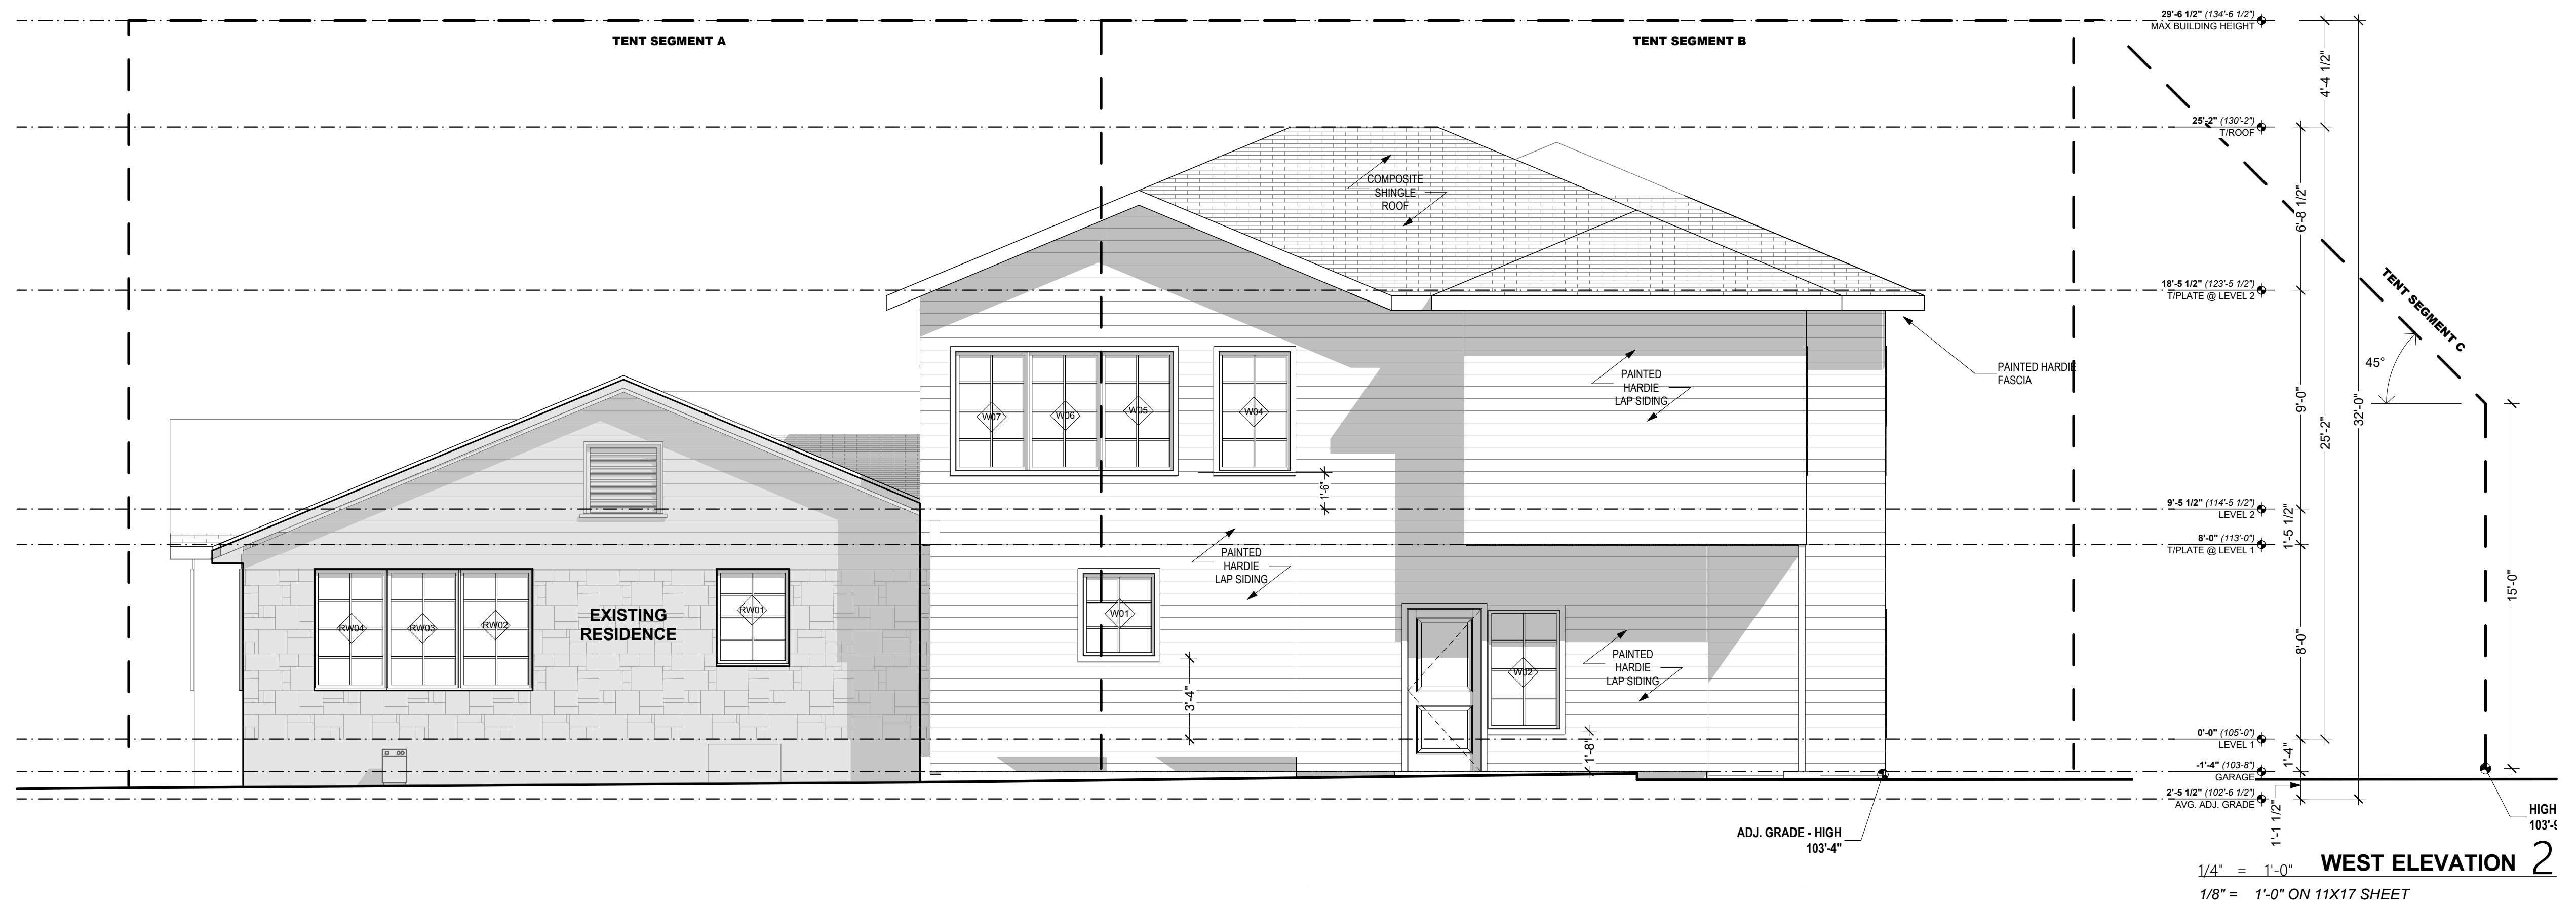 TENT SEGMENT A
TENT SEGMENT B
29'-6 1/2" (134'-6 1/2")
MAX BUILDING HEIGHT
4'-4 1/2"
25'-2" (130'-2")
T/ROOF
COMPOSITE
SHINGLE
ROOF
6'-8 1/2"
18'-5 1/2" (123'-5 1/2")
T/PLATE @ LEVEL 2
TENT SEGMENT C
45°
PAINTED HARDIE
FASCIA
PAINTED
HARDIE
LAP SIDING
W07
W06
W05
W04
9'-0"
32'-0"
25'-2"
1'-6"
9'-5 1/2" (114'-5 1/2")
LEVEL 2
1'-5 1/2"
8'-0" (113'-0")
T/PLATE @ LEVEL 1
PAINTED
HARDIE
LAP SIDING
15'-0"
EXISTING
RESIDENCE
RW04
RW03
RW02
RW01
W01
W02
PAINTED
HARDIE
LAP SIDING
8'-0"
3'-4"
1'-8"
0'-0" (105'-0")
LEVEL 1
1'-4"
-1'-4" (103'-8")
GARAGE
2'-5 1/2" (102'-6 1/2")
AVG. ADJ. GRADE
1'-1 1/2"
HIGH
103'-9
ADJ. GRADE - HIGH
103'-4"
1/4" = 1'-0" WEST ELEVATION 2
1/8" = 1'-0" ON 11X17 SHEET